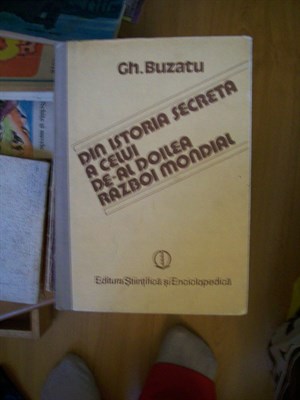 Gh. Buzatu
DIN ISTORIA SECRETĂ
A CELUI
DE-AL DOILEA
RĂZBOI MONDIAL
Editura Științifică și Enciclopedică